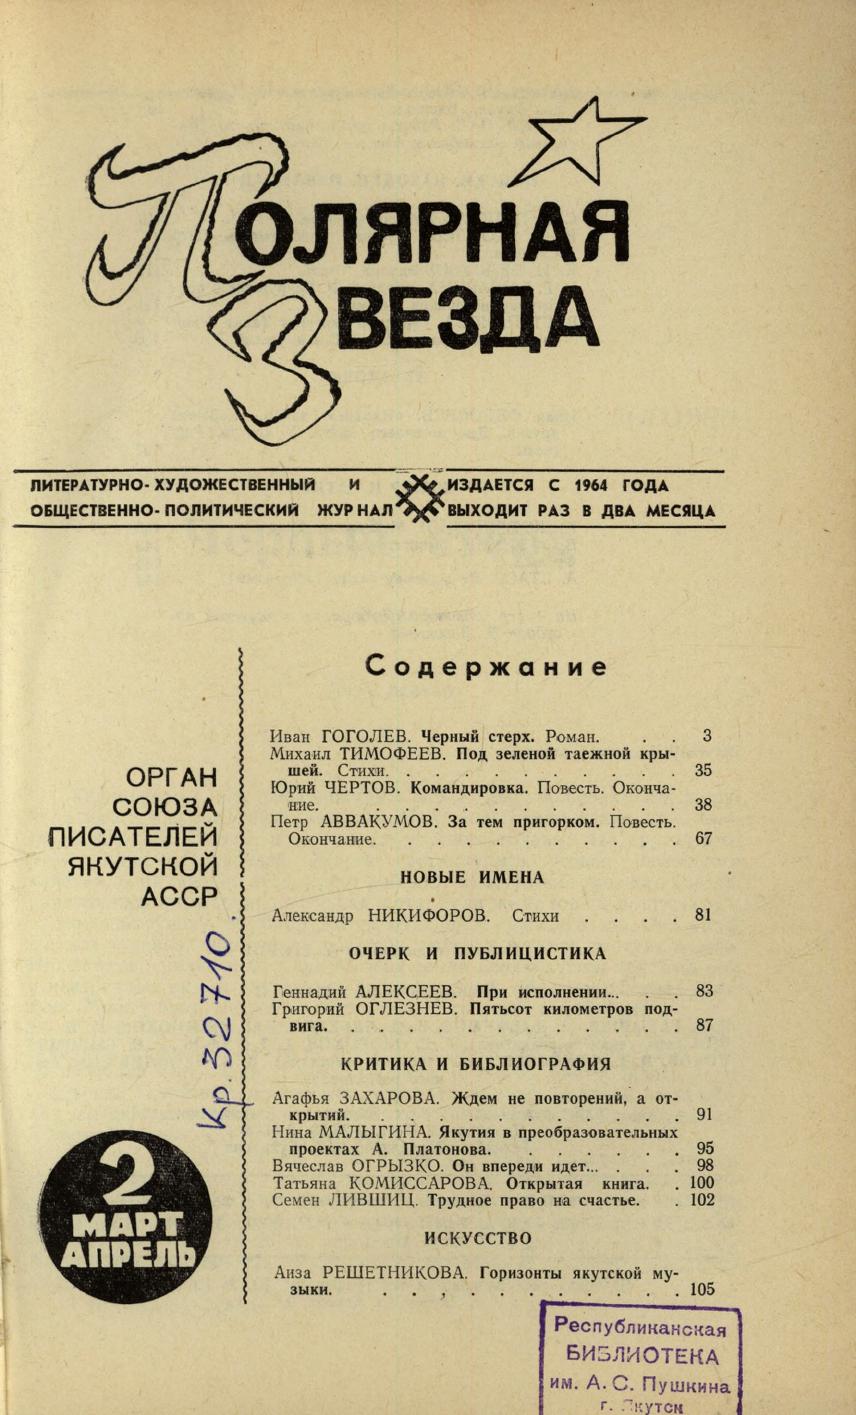 ПОЛЯРНАЯ
ЗВЕЗДА
ЛИТЕРАТУРНО-ХУДОЖЕСТВЕННЫЙ И
ОБЩЕСТВЕННО-ПОЛИТИЧЕСКИЙ ЖУРНАЛ
ИЗДАЕТСЯ С 1964 ГОДА
ВЫХОДИТ РАЗ В ДВА МЕСЯЦА
ОРГАН
СОЮЗА
ПИСАТЕЛЕЙ
ЯКУТСКОЙ
АССР
Кр. 52710
2
МАРТ
АПРЕЛЬ
Содержание
Иван ГОГОЛЕВ. Черный стерх. Роман. . . 3
Михаил ТИМОФЕЕВ. Под зеленой таежной кры-
шей. Стихи. . . . . . . . . . . 35
Юрий ЧЕРТОВ. Командировка. Повесть. Оконча-
ние. . . . . . . . . . . . 38
Петр АВВАКУМОВ. За тем пригорком. Повесть.
Окончание. . . . . . . . . . . 67
НОВЫЕ ИМЕНА
Александр НИКИФОРОВ. Стихи . . . . 81
ОЧЕРК И ПУБЛИЦИСТИКА
Геннадий АЛЕКСЕЕВ. При исполнении... . . 83
Григорий ОГЛЕЗНЕВ. Пятьсот километров под-
вига. . . . . . . . . . . . . 87
КРИТИКА И БИБЛИОГРАФИЯ
Агафья ЗАХАРОВА. Ждем не повторений, а от-
крытий. . . . . . . . . . . . 91
Нина МАЛЫГИНА. Якутия в преобразовательных
проектах А. Платонова. . . . . . . 95
Вячеслав ОГРЫЗКО. Он впереди идет... . . . 98
Татьяна КОМИССАРОВА. Открытая книга. . 100
Семен ЛИВШИЦ. Трудное право на счастье. . 102
ИСКУССТВО
Аиза РЕШЕТНИКОВА. Горизонты якутской му-
зыки. . . . . . . . . . . . 105
Республиканская
БИБЛИОТЕКА
им. А. С. Пушкина
г. Якутск